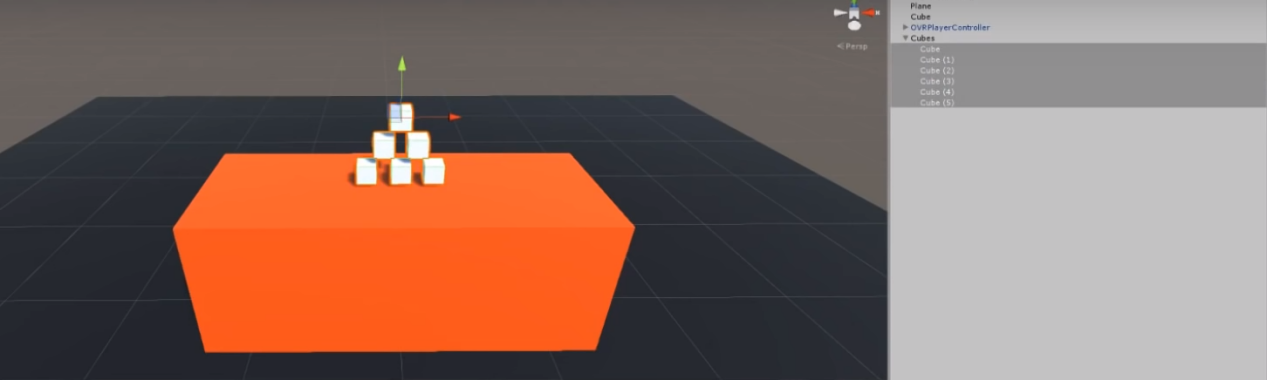 Persp
Plane
Cube
OVRPlayerController
Cubes
Cube
Cube (1)
Cube (2)
Cube (3)
Cube (4)
Cube (5)